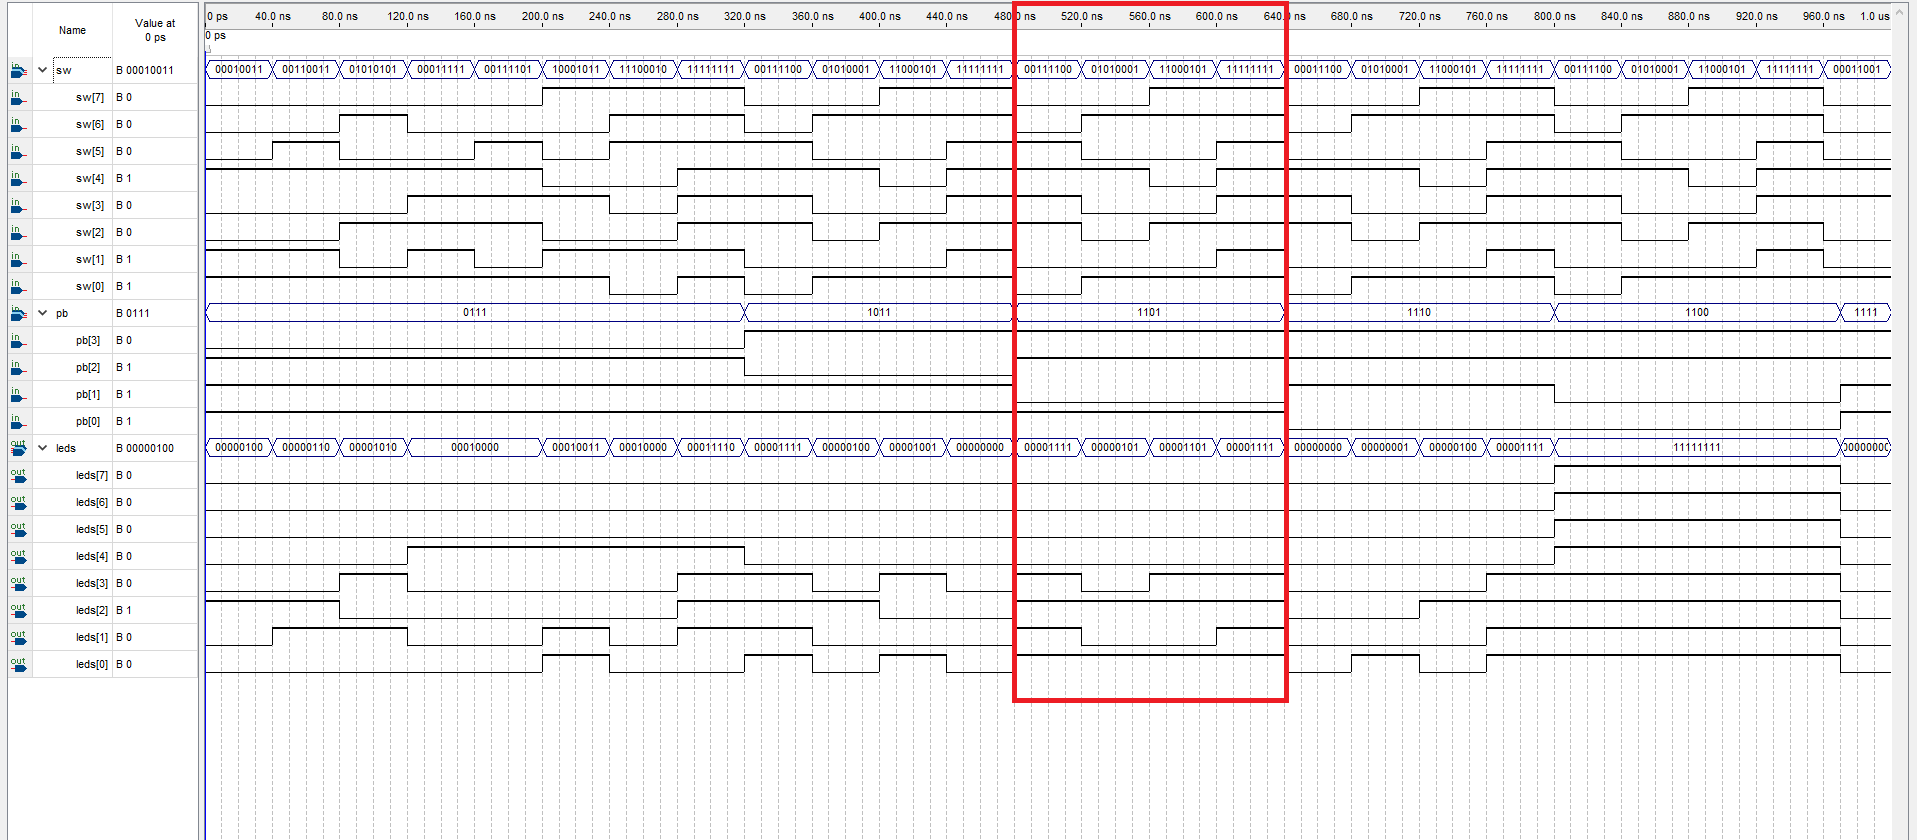 Name
Value at
0 ps
0 ps 40.0 ns 80.0 ns 120.0 ns 160.0 ns 200.0 ns 240.0 ns 280.0 ns 320.0 ns 360.0 ns 400.0 ns 440.0 ns 480.0 ns 520.0 ns 560.0 ns 600.0 ns 640.0 ns 680.0 ns 720.0 ns 760.0 ns 800.0 ns 840.0 ns 880.0 ns 920.0 ns 960.0 ns 1.0 us
0 ps
in sw B 00010011 00010011 00110011 01010101 00011111 00111101 10001011 11100010 11111111 00111100 01010001 11000101 11111111 00111100 01010001 11000101 11111111 00011100 01010001 11000101 11111111 00111100 01010001 11000101 11111111 00011001
in sw[7] B 0
in sw[6] B 0
in sw[5] B 0
in sw[4] B 1
in sw[3] B 0
in sw[2] B 0
in sw[1] B 1
in sw[0] B 1
in pb B 0111 0111 1011 1101 1110 1100 1111
in pb[3] B 0
in pb[2] B 1
in pb[1] B 1
in pb[0] B 1
out leds B 00000100 00000100 00000110 00001010 00010000 00010011 00010000 00011110 00001111 00000100 00001001 00000000 00001111 00000101 00001101 00001111 00000000 00000001 00000100 00001111 11111111
out leds[7] B 0
out leds[6] B 0
out leds[5] B 0
out leds[4] B 0
out leds[3] B 0
out leds[2] B 1
out leds[1] B 0
out leds[0] B 0